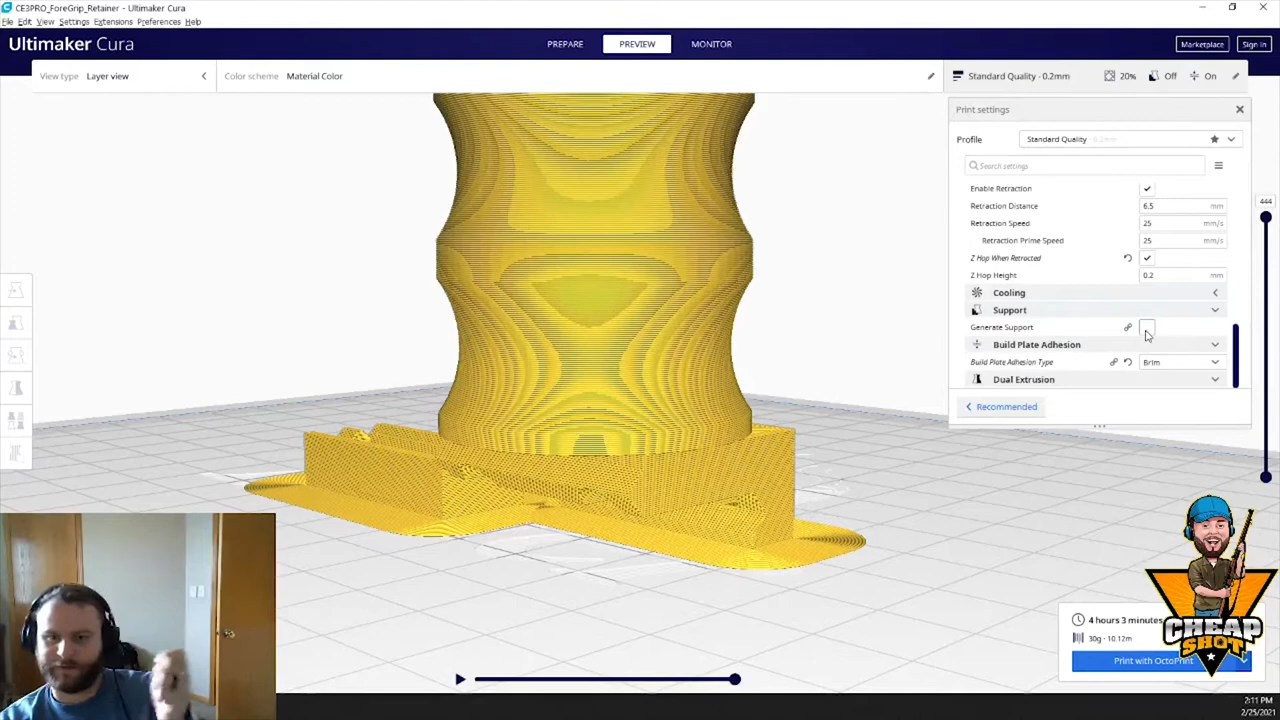 CE3PRO_ForeGrip_Retainer - Ultimaker Cura
File Edit View Settings Extensions Preferences Help
Ultimaker Cura
PREPARE PREVIEW MONITOR
Marketplace Sign in
View type Layer view
Color scheme Material Color
Standard Quality - 0.2mm 20% Off On
Print settings
Profile Standard Quality 0.2mm
Search settings
Enable Retraction
Retraction Distance 6.5 mm
Retraction Speed 25 mm/s
Retraction Prime Speed 25 mm/s
Z Hop When Retracted
Z Hop Height 0.2 mm
Cooling
Support
Generate Support
Build Plate Adhesion
Build Plate Adhesion Type Brim
Dual Extrusion
Recommended
444
4 hours 3 minutes
30g · 10.12m
Print with OctoPrint
CHEAP
SHOT
2:11 PM
2/25/2021